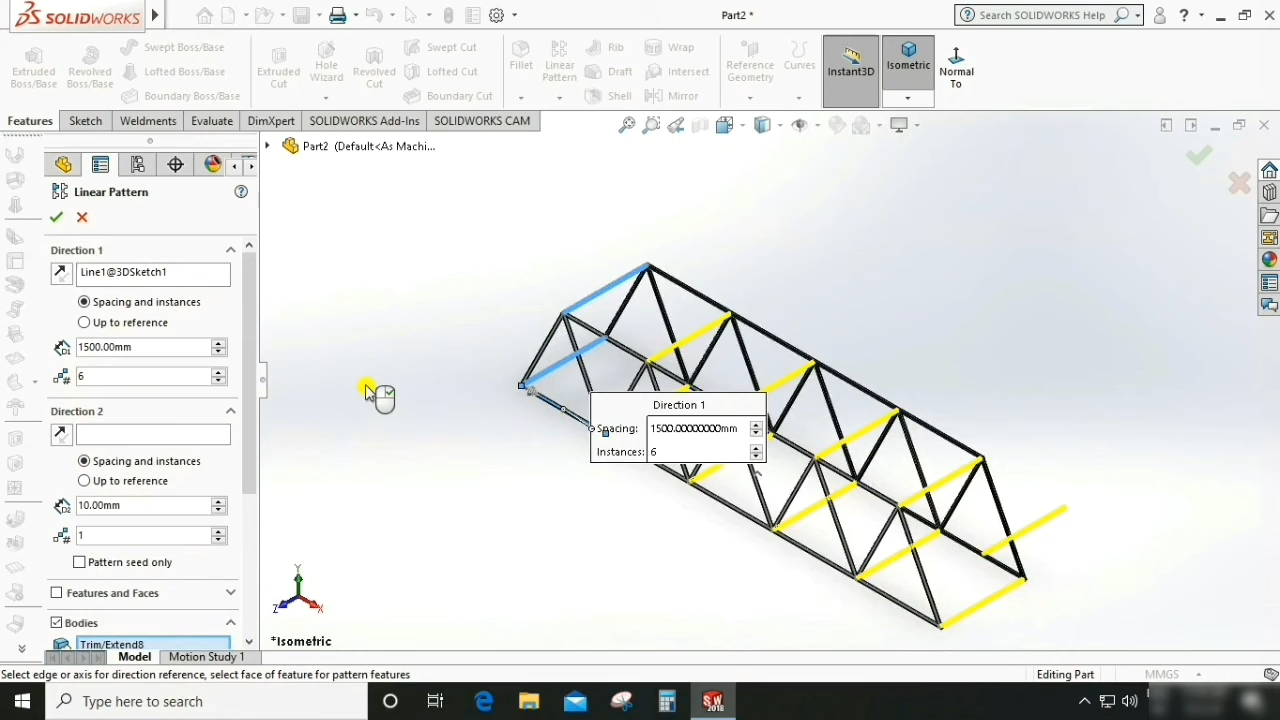 SOLIDWORKS
Part2 *
Search SOLIDWORKS Help
?
Extruded Boss/Base
Revolved Boss/Base
Swept Boss/Base
Lofted Boss/Base
Boundary Boss/Base
Extruded Cut
Hole Wizard
Revolved Cut
Swept Cut
Lofted Cut
Boundary Cut
Fillet
Linear Pattern
Rib
Draft
Shell
Wrap
Intersect
Mirror
Reference Geometry
Curves
Instant3D
Isometric
Normal To
Features
Sketch
Weldments
Evaluate
DimXpert
SOLIDWORKS Add-Ins
SOLIDWORKS CAM
Part2 (Default<As Machi...
Linear Pattern
Direction 1
Line1@3DSketch1
Spacing and instances
Up to reference
1500.00mm
6
Direction 2
Spacing and instances
Up to reference
10.00mm
1
Pattern seed only
Features and Faces
Bodies
Trim/Extend8
Direction 1
Spacing: 1500.00000000mm
Instances: 6
Y
Z
X
*Isometric
Model
Motion Study 1
Select edge or axis for direction reference, select face of feature for pattern features
Editing Part
MMGS
Type here to search
SW
2018